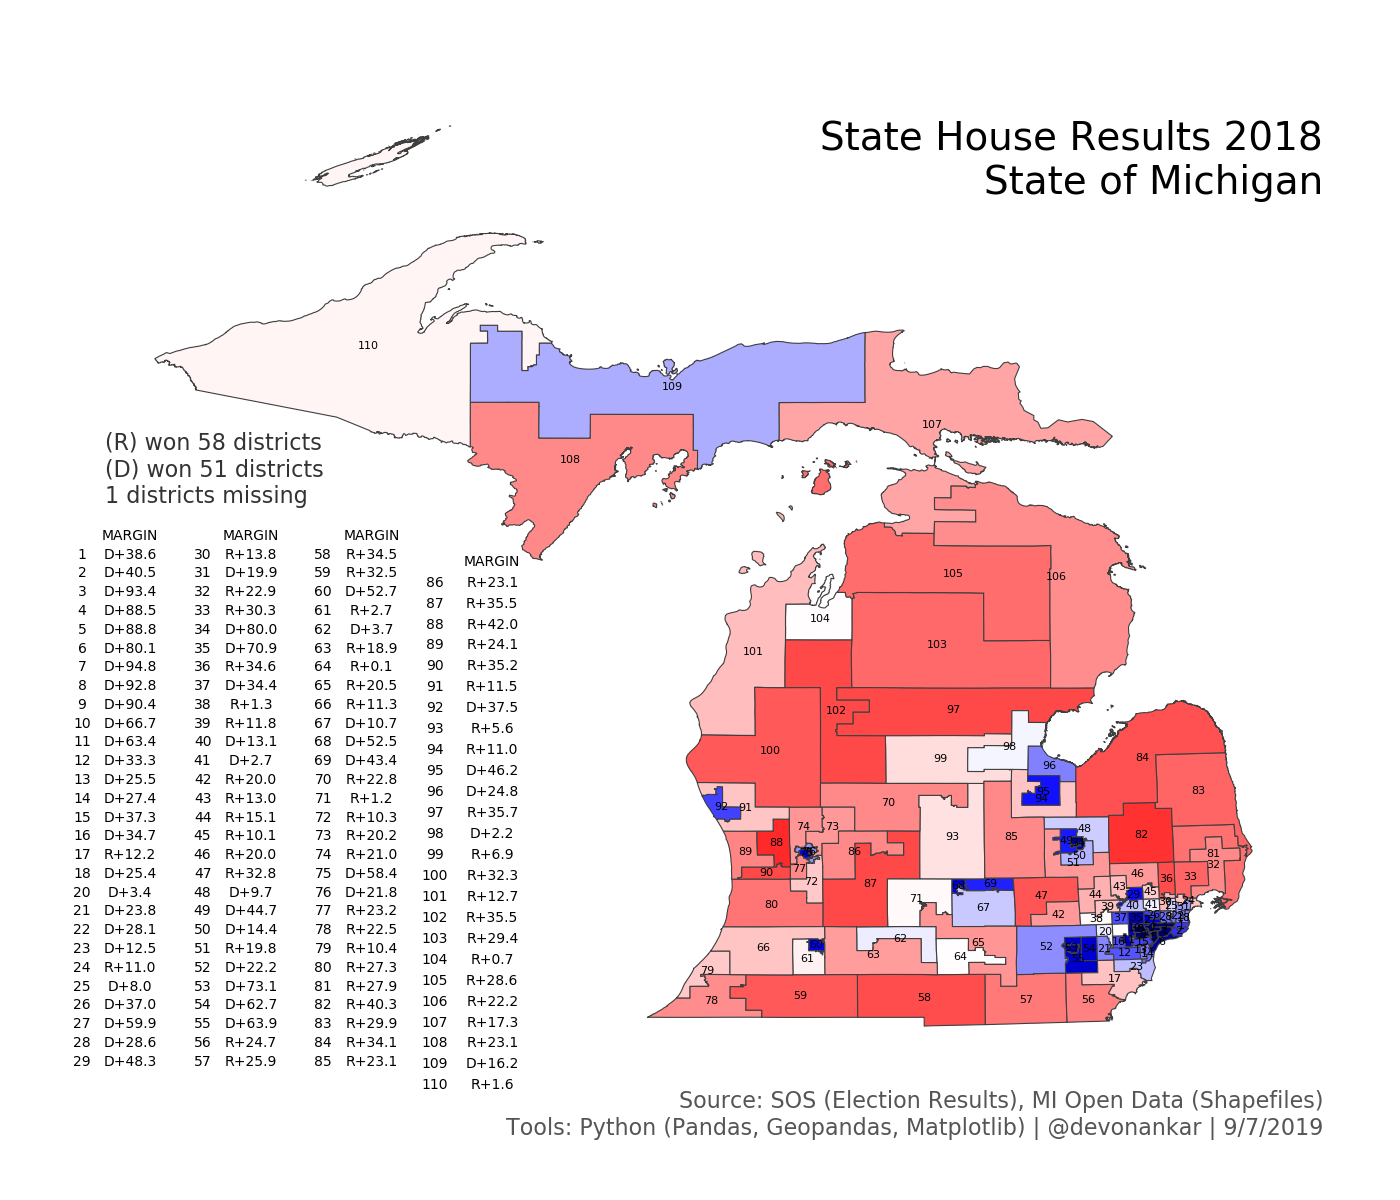 State House Results 2018
State of Michigan
(R) won 58 districts
(D) won 51 districts
1 districts missing
MARGIN
1 D+38.6
2 D+40.5
3 D+93.4
4 D+88.5
5 D+88.8
6 D+80.1
7 D+94.8
8 D+92.8
9 D+90.4
10 D+66.7
11 D+63.4
12 D+33.3
13 D+25.5
14 D+27.4
15 D+37.3
16 D+34.7
17 R+12.2
18 D+25.4
20 D+3.4
21 D+23.8
22 D+28.1
23 D+12.5
24 R+11.0
25 D+8.0
26 D+37.0
27 D+59.9
28 D+28.6
29 D+48.3
MARGIN
30 R+13.8
31 D+19.9
32 R+22.9
33 R+30.3
34 D+80.0
35 D+70.9
36 R+34.6
37 D+34.4
38 R+1.3
39 R+11.8
40 D+13.1
41 D+2.7
42 R+20.0
43 R+13.0
44 R+15.1
45 R+10.1
46 R+20.0
47 R+32.8
48 D+9.7
49 D+44.7
50 D+14.4
51 R+19.8
52 D+22.2
53 D+73.1
54 D+62.7
55 D+63.9
56 R+24.7
57 R+25.9
MARGIN
58 R+34.5
59 R+32.5
60 D+52.7
61 R+2.7
62 D+3.7
63 R+18.9
64 R+0.1
65 R+20.5
66 R+11.3
67 D+10.7
68 D+52.5
69 D+43.4
70 R+22.8
71 R+1.2
72 R+10.3
73 R+20.2
74 R+21.0
75 D+58.4
76 D+21.8
77 R+23.2
78 R+22.5
79 R+10.4
80 R+27.3
81 R+27.9
82 R+40.3
83 R+29.9
84 R+34.1
85 R+23.1
MARGIN
86 R+23.1
87 R+35.5
88 R+42.0
89 R+24.1
90 R+35.2
91 R+11.5
92 D+37.5
93 R+5.6
94 R+11.0
95 D+46.2
96 D+24.8
97 R+35.7
98 D+2.2
99 R+6.9
100 R+32.3
101 R+12.7
102 R+35.5
103 R+29.4
104 R+0.7
105 R+28.6
106 R+22.2
107 R+17.3
108 R+23.1
109 D+16.2
110 R+1.6
110
109
107
108
105
106
104
103
101
102
97
100
98
99
96
84
95
94
83
92
91
70
74
73
93
85
48
49
50
51
82
88
89
86
81
32
90
77
72
87
71
69
67
47
42
46
36
33
43
44
45
80
39
40
41
38
37
20
66
61
62
63
65
64
52
21
12
23
17
79
78
59
58
57
56
Source: SOS (Election Results), MI Open Data (Shapefiles)
Tools: Python (Pandas, Geopandas, Matplotlib) | @devonankar | 9/7/2019